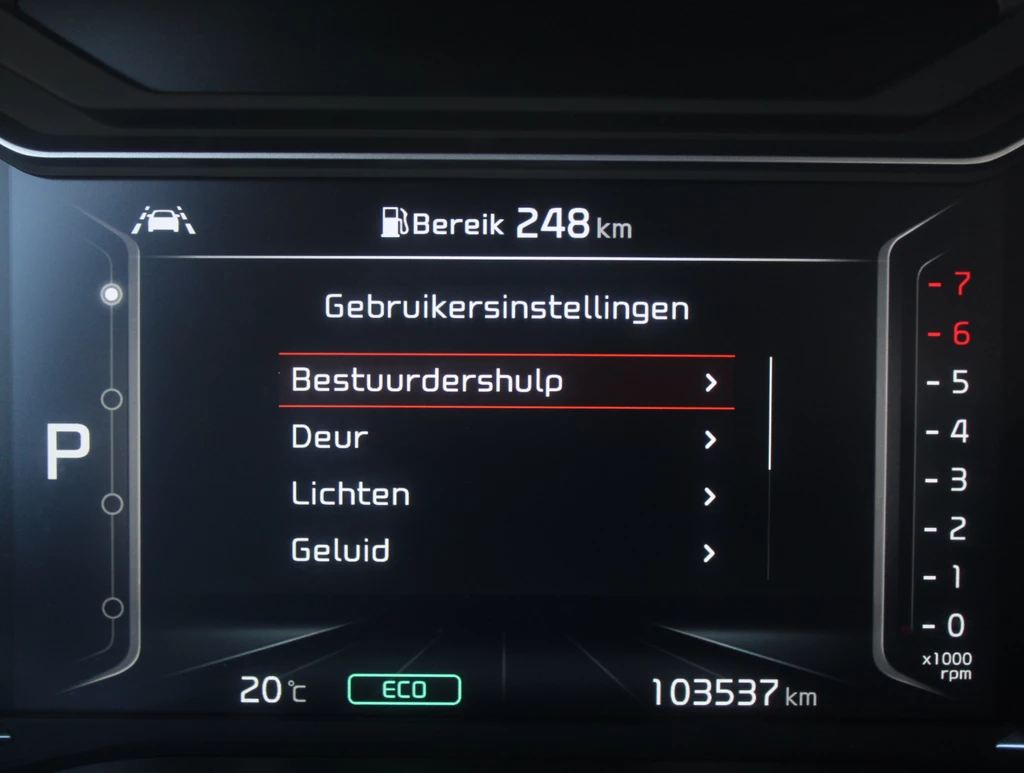 Bereik 248 km
Gebruikersinstellingen
Bestuurdershulp
Deur
Lichten
Geluid
P
7
6
5
4
3
2
1
0
x1000
rpm
20 °C
ECO
103537 km